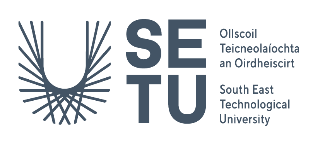 SE
TU
Ollscoil
Teicneolaíochta
an Oirdheiscirt
South East
Technological
University